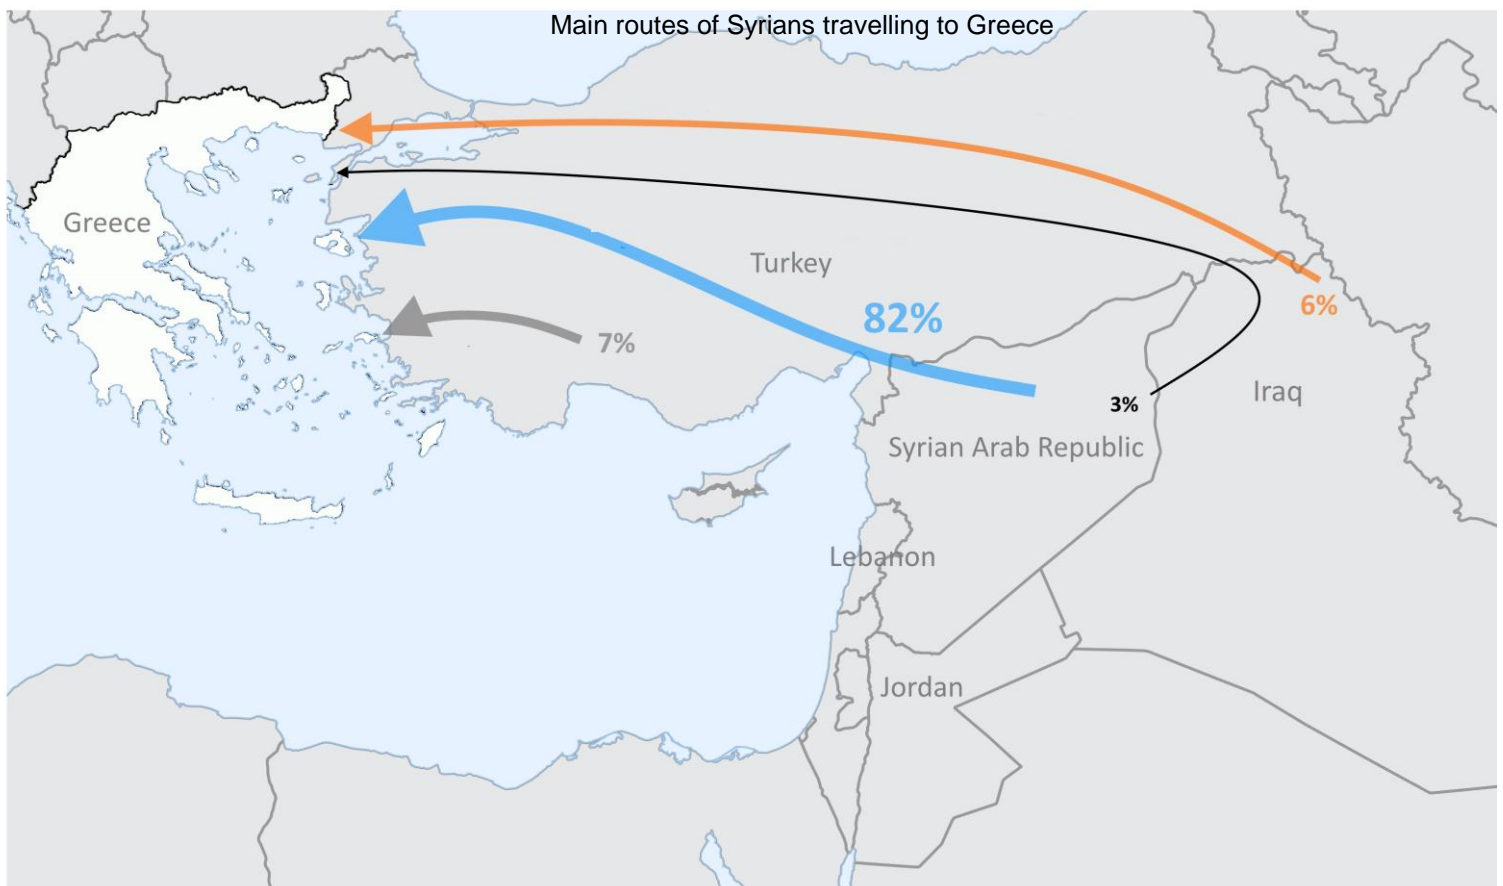 Main routes of Syrians travelling to Greece
Greece
Turkey
6%
82%
7%
Iraq
3%
Syrian Arab Republic
Lebanon
Jordan